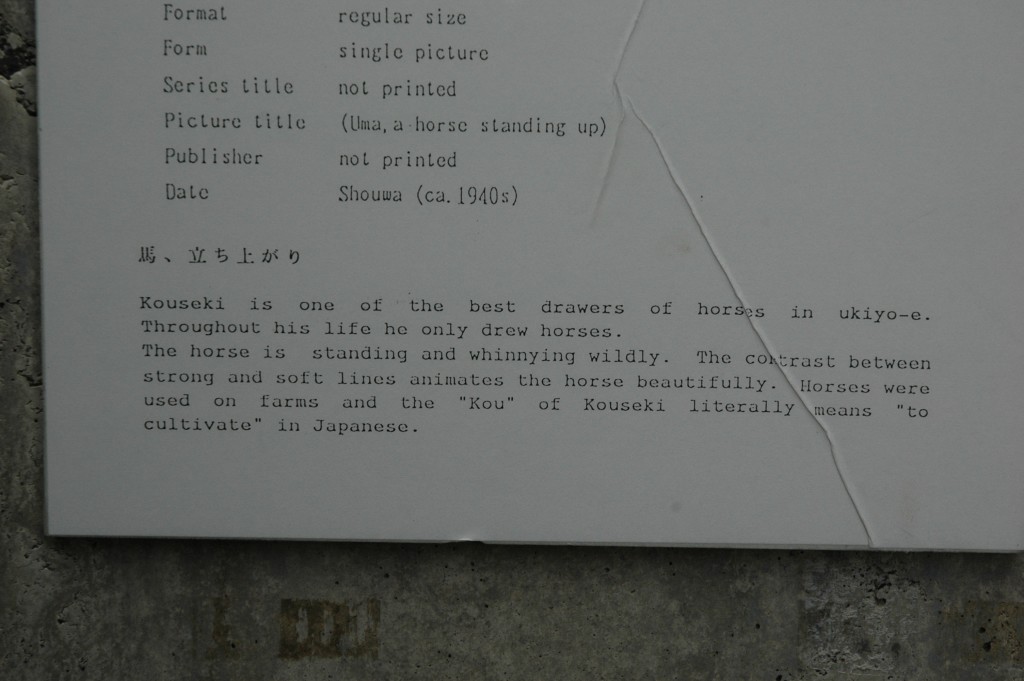 Format regular size
Form single picture
Series title not printed
Picture title (Uma, a horse standing up)
Publisher not printed
Date Shouwa (ca. 1940s)
馬、立ち上がり
Kouseki is one of the best drawers of horses in ukiyo-e.
Throughout his life he only drew horses.
The horse is standing and whinnying wildly. The contrast between
strong and soft lines animates the horse beautifully. Horses were
used on farms and the "Kou" of Kouseki literally means "to
cultivate" in Japanese.